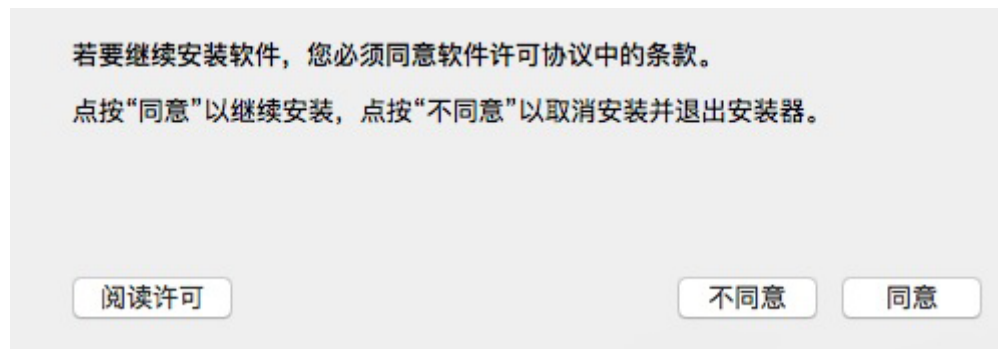 若要继续安装软件，您必须同意软件许可协议中的条款。
点按“同意”以继续安装，点按“不同意”以取消安装并退出安装器。
阅读许可
不同意
同意